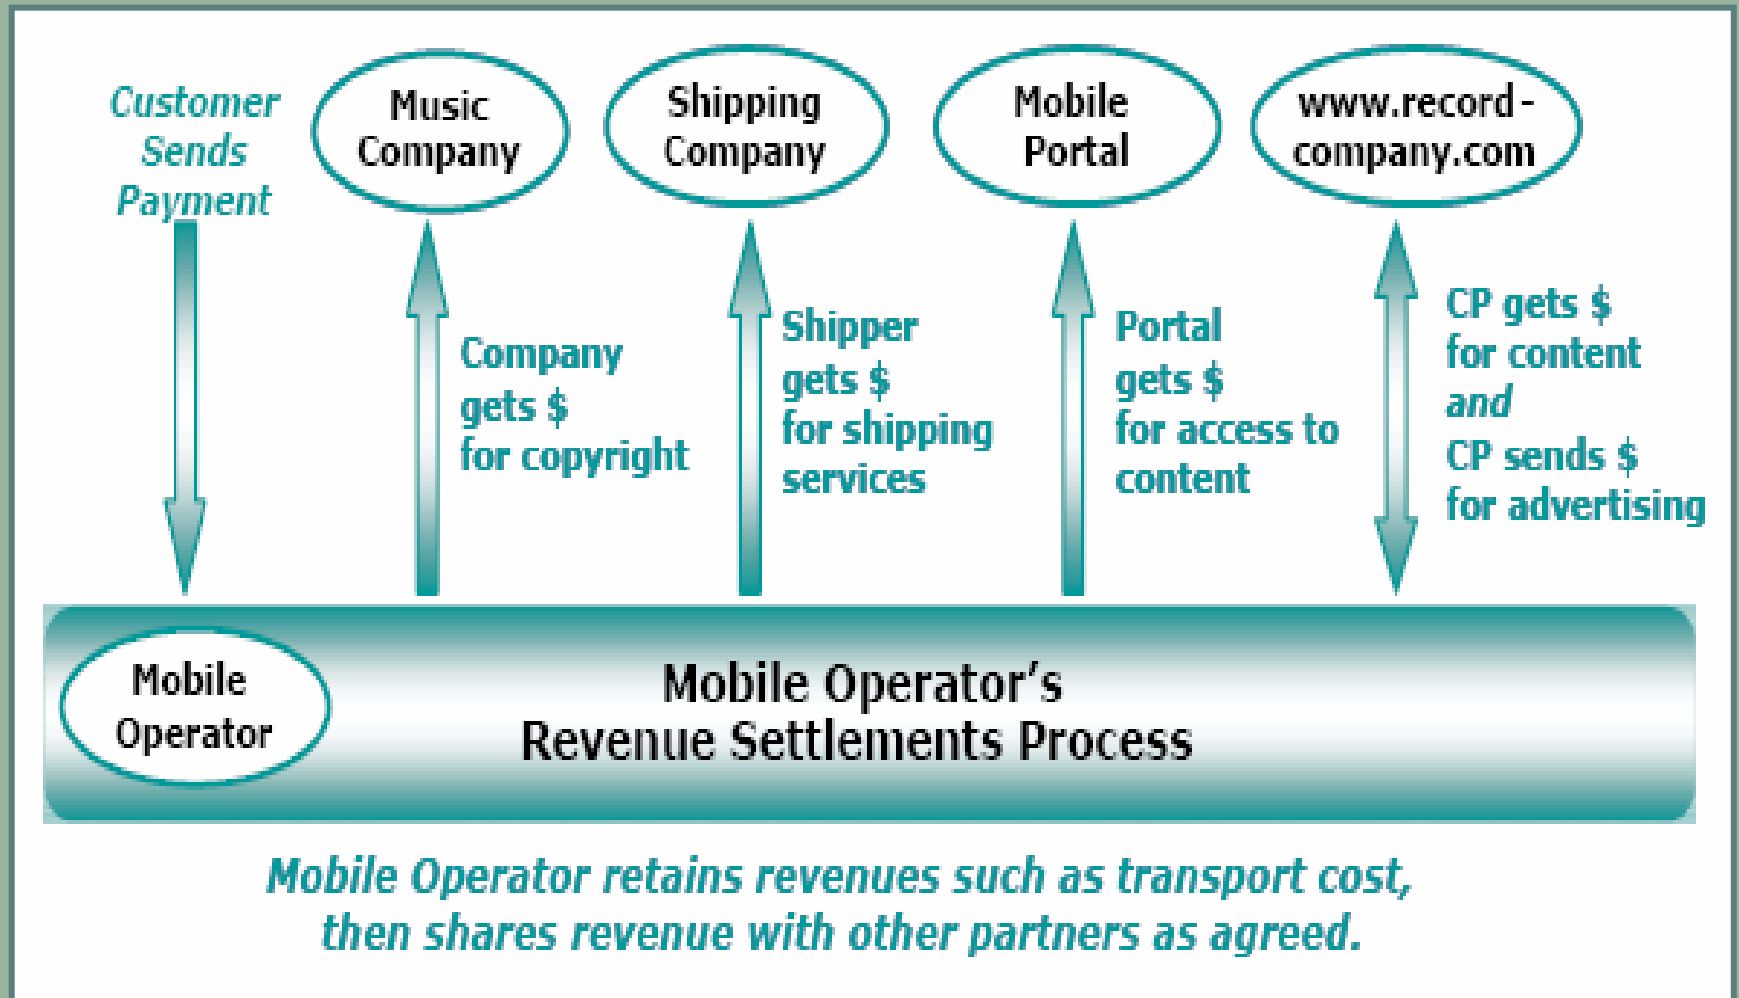 Customer
Sends
Payment
Music
Company
Shipping
Company
Mobile
Portal
www.record-
company.com
Company
gets $
for copyright
Shipper
gets $
for shipping
services
Portal
gets $
for access to
content
CP gets $
for content
and
CP sends $
for advertising
Mobile
Operator
Mobile Operator’s
Revenue Settlements Process
Mobile Operator retains revenues such as transport cost,
then shares revenue with other partners as agreed.